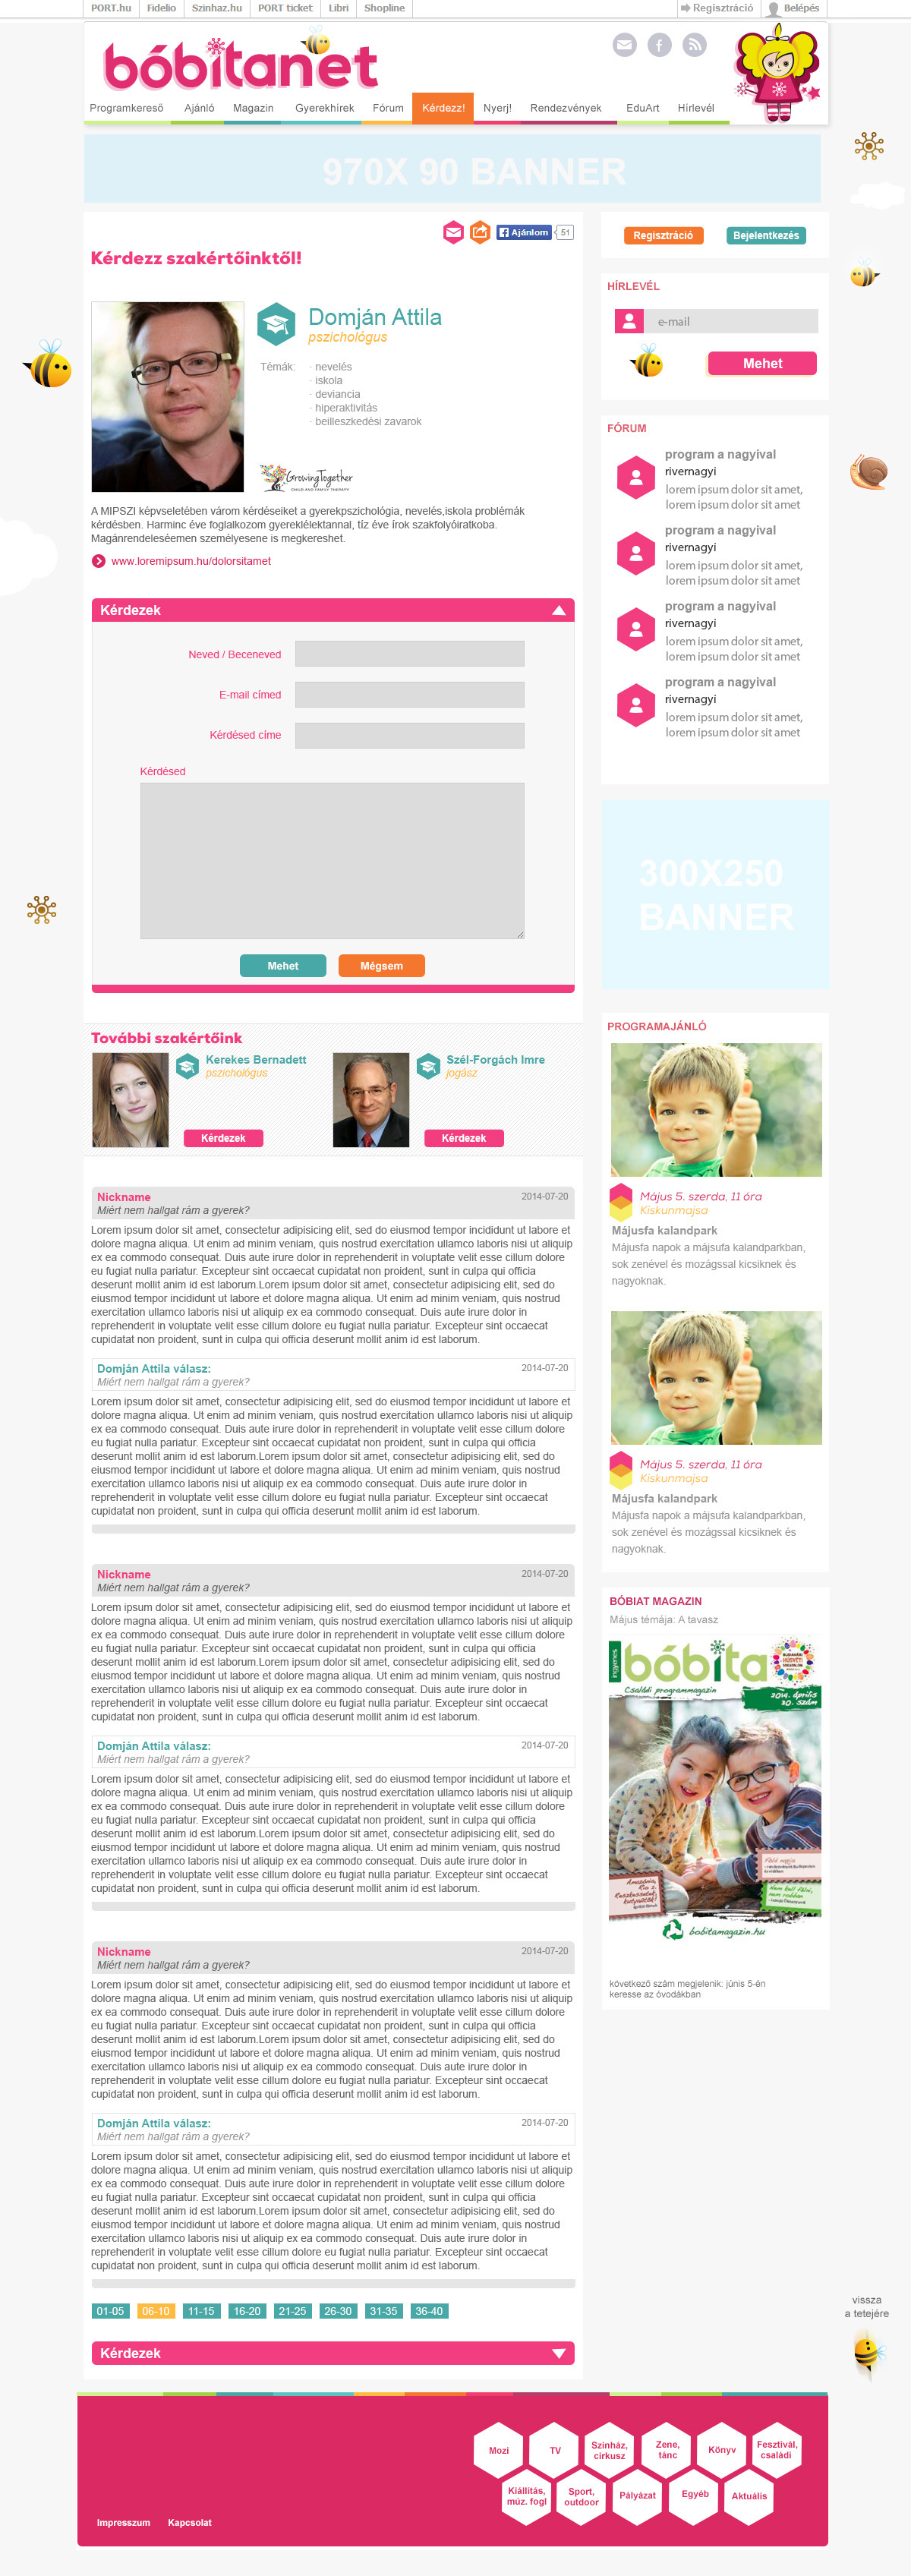 PORT.hu Fidelio Szinhaz.hu PORT ticket Libri Shopline Regisztráció Belépés
bóbitanet
Programkereső Ajánló Magazin Gyerekhírek Fórum Kérdezz! Nyerj! Rendezvények EduArt Hírlevél
970X 90 BANNER
Ajánlom 51
Kérdezz szakértőinktől!
Domján Attila
pszichológus
Témák: · nevelés
· iskola
· deviancia
· hiperaktivitás
· beilleszkedési zavarok
GrowingTogether
CHILD AND FAMILY THERAPY
A MIPSZI képvseletében várom kérdéseiket a gyerekpszichológia, nevelés,iskola problémák
kérdésben. Harminc éve foglalkozom gyereklélektannal, tíz éve írok szakfolyóiratkoba.
Magánrendeleséemen személyesene is megkereshet.
www.loremipsum.hu/dolorsitamet
Kérdezek
Neved / Beceneved
E-mail címed
Kérdésed címe
Kérdésed
Mehet Mégsem
További szakértőink
Kerekes Bernadett
pszichológus
Kérdezek
Szél-Forgách Imre
jogász
Kérdezek
Nickname 2014-07-20
Miért nem hallgat rám a gyerek?
Lorem ipsum dolor sit amet, consectetur adipisicing elit, sed do eiusmod tempor incididunt ut labore et
dolore magna aliqua. Ut enim ad minim veniam, quis nostrud exercitation ullamco laboris nisi ut aliquip
ex ea commodo consequat. Duis aute irure dolor in reprehenderit in voluptate velit esse cillum dolore
eu fugiat nulla pariatur. Excepteur sint occaecat cupidatat non proident, sunt in culpa qui officia
deserunt mollit anim id est laborum.Lorem ipsum dolor sit amet, consectetur adipisicing elit, sed do
eiusmod tempor incididunt ut labore et dolore magna aliqua. Ut enim ad minim veniam, quis nostrud
exercitation ullamco laboris nisi ut aliquip ex ea commodo consequat. Duis aute irure dolor in
reprehenderit in voluptate velit esse cillum dolore eu fugiat nulla pariatur. Excepteur sint occaecat
cupidatat non proident, sunt in culpa qui officia deserunt mollit anim id est laborum.
Domján Attila válasz: 2014-07-20
Miért nem hallgat rám a gyerek?
Lorem ipsum dolor sit amet, consectetur adipisicing elit, sed do eiusmod tempor incididunt ut labore et
dolore magna aliqua. Ut enim ad minim veniam, quis nostrud exercitation ullamco laboris nisi ut aliquip
ex ea commodo consequat. Duis aute irure dolor in reprehenderit in voluptate velit esse cillum dolore
eu fugiat nulla pariatur. Excepteur sint occaecat cupidatat non proident, sunt in culpa qui officia
deserunt mollit anim id est laborum.Lorem ipsum dolor sit amet, consectetur adipisicing elit, sed do
eiusmod tempor incididunt ut labore et dolore magna aliqua. Ut enim ad minim veniam, quis nostrud
exercitation ullamco laboris nisi ut aliquip ex ea commodo consequat. Duis aute irure dolor in
reprehenderit in voluptate velit esse cillum dolore eu fugiat nulla pariatur. Excepteur sint occaecat
cupidatat non proident, sunt in culpa qui officia deserunt mollit anim id est laborum.
Nickname 2014-07-20
Miért nem hallgat rám a gyerek?
Lorem ipsum dolor sit amet, consectetur adipisicing elit, sed do eiusmod tempor incididunt ut labore et
dolore magna aliqua. Ut enim ad minim veniam, quis nostrud exercitation ullamco laboris nisi ut aliquip
ex ea commodo consequat. Duis aute irure dolor in reprehenderit in voluptate velit esse cillum dolore
eu fugiat nulla pariatur. Excepteur sint occaecat cupidatat non proident, sunt in culpa qui officia
deserunt mollit anim id est laborum.Lorem ipsum dolor sit amet, consectetur adipisicing elit, sed do
eiusmod tempor incididunt ut labore et dolore magna aliqua. Ut enim ad minim veniam, quis nostrud
exercitation ullamco laboris nisi ut aliquip ex ea commodo consequat. Duis aute irure dolor in
reprehenderit in voluptate velit esse cillum dolore eu fugiat nulla pariatur. Excepteur sint occaecat
cupidatat non proident, sunt in culpa qui officia deserunt mollit anim id est laborum.
Domján Attila válasz: 2014-07-20
Miért nem hallgat rám a gyerek?
Lorem ipsum dolor sit amet, consectetur adipisicing elit, sed do eiusmod tempor incididunt ut labore et
dolore magna aliqua. Ut enim ad minim veniam, quis nostrud exercitation ullamco laboris nisi ut aliquip
ex ea commodo consequat. Duis aute irure dolor in reprehenderit in voluptate velit esse cillum dolore
eu fugiat nulla pariatur. Excepteur sint occaecat cupidatat non proident, sunt in culpa qui officia
deserunt mollit anim id est laborum.Lorem ipsum dolor sit amet, consectetur adipisicing elit, sed do
eiusmod tempor incididunt ut labore et dolore magna aliqua. Ut enim ad minim veniam, quis nostrud
exercitation ullamco laboris nisi ut aliquip ex ea commodo consequat. Duis aute irure dolor in
reprehenderit in voluptate velit esse cillum dolore eu fugiat nulla pariatur. Excepteur sint occaecat
cupidatat non proident, sunt in culpa qui officia deserunt mollit anim id est laborum.
Nickname 2014-07-20
Miért nem hallgat rám a gyerek?
Lorem ipsum dolor sit amet, consectetur adipisicing elit, sed do eiusmod tempor incididunt ut labore et
dolore magna aliqua. Ut enim ad minim veniam, quis nostrud exercitation ullamco laboris nisi ut aliquip
ex ea commodo consequat. Duis aute irure dolor in reprehenderit in voluptate velit esse cillum dolore
eu fugiat nulla pariatur. Excepteur sint occaecat cupidatat non proident, sunt in culpa qui officia
deserunt mollit anim id est laborum.Lorem ipsum dolor sit amet, consectetur adipisicing elit, sed do
eiusmod tempor incididunt ut labore et dolore magna aliqua. Ut enim ad minim veniam, quis nostrud
exercitation ullamco laboris nisi ut aliquip ex ea commodo consequat. Duis aute irure dolor in
reprehenderit in voluptate velit esse cillum dolore eu fugiat nulla pariatur. Excepteur sint occaecat
cupidatat non proident, sunt in culpa qui officia deserunt mollit anim id est laborum.
Domján Attila válasz: 2014-07-20
Miért nem hallgat rám a gyerek?
Lorem ipsum dolor sit amet, consectetur adipisicing elit, sed do eiusmod tempor incididunt ut labore et
dolore magna aliqua. Ut enim ad minim veniam, quis nostrud exercitation ullamco laboris nisi ut aliquip
ex ea commodo consequat. Duis aute irure dolor in reprehenderit in voluptate velit esse cillum dolore
eu fugiat nulla pariatur. Excepteur sint occaecat cupidatat non proident, sunt in culpa qui officia
deserunt mollit anim id est laborum.Lorem ipsum dolor sit amet, consectetur adipisicing elit, sed do
eiusmod tempor incididunt ut labore et dolore magna aliqua. Ut enim ad minim veniam, quis nostrud
exercitation ullamco laboris nisi ut aliquip ex ea commodo consequat. Duis aute irure dolor in
reprehenderit in voluptate velit esse cillum dolore eu fugiat nulla pariatur. Excepteur sint occaecat
cupidatat non proident, sunt in culpa qui officia deserunt mollit anim id est laborum.
01-05 06-10 11-15 16-20 21-25 26-30 31-35 36-40
Kérdezek
Regisztráció Bejelentkezés
HÍRLEVÉL
e-mail
Mehet
FÓRUM
program a nagyival
rivernagyi
lorem ipsum dolor sit amet,
lorem ipsum dolor sit amet
program a nagyival
rivernagyi
lorem ipsum dolor sit amet,
lorem ipsum dolor sit amet
program a nagyival
rivernagyi
lorem ipsum dolor sit amet,
lorem ipsum dolor sit amet
program a nagyival
rivernagyi
lorem ipsum dolor sit amet,
lorem ipsum dolor sit amet
300X250
BANNER
PROGRAMAJÁNLÓ
Május 5. szerda, 11 óra
Kiskunmajsa
Májusfa kalandpark
Májusfa napok a májsufa kalandparkban,
sok zenével és mozágssal kicsiknek és
nagyoknak.
Május 5. szerda, 11 óra
Kiskunmajsa
Májusfa kalandpark
Májusfa napok a májsufa kalandparkban,
sok zenével és mozágssal kicsiknek és
nagyoknak.
BÓBIAT MAGAZIN
Május témája: A tavasz
ingyenes
bóbita
Családi programmagazin
2014. április
30. szám
bobitamagazin.hu
következő szám megjelenik: júnis 5-én
keresse az óvodákban
vissza
a tetejére
Mozi TV Színház, cirkusz Zene, tánc Könyv Fesztivál, családi
Kiállítás, múz. fogl Sport, outdoor Pályázat Egyéb Aktuális
Impresszum Kapcsolat